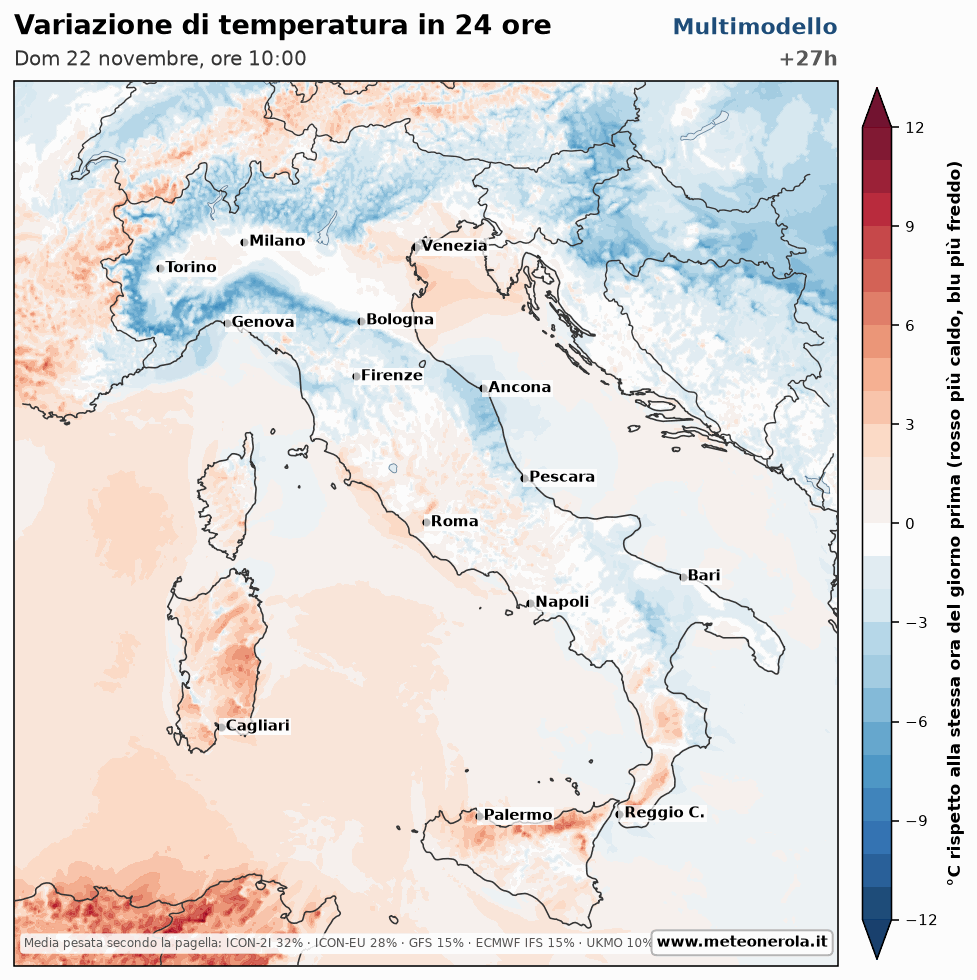 Variazione di temperatura in 24 ore
Multimodello
Dom 22 novembre, ore 10:00
+27h
Milano
Venezia
Torino
Genova
Bologna
Firenze
Ancona
Pescara
Roma
Bari
Napoli
Cagliari
Palermo
Reggio C.
12
9
6
3
0
−3
−6
−9
−12
°C rispetto alla stessa ora del giorno prima (rosso più caldo, blu più freddo)
Media pesata secondo la pagella: ICON-2I 32% · ICON-EU 28% · GFS 15% · ECMWF IFS 15% · UKMO 10%
www.meteonerola.it